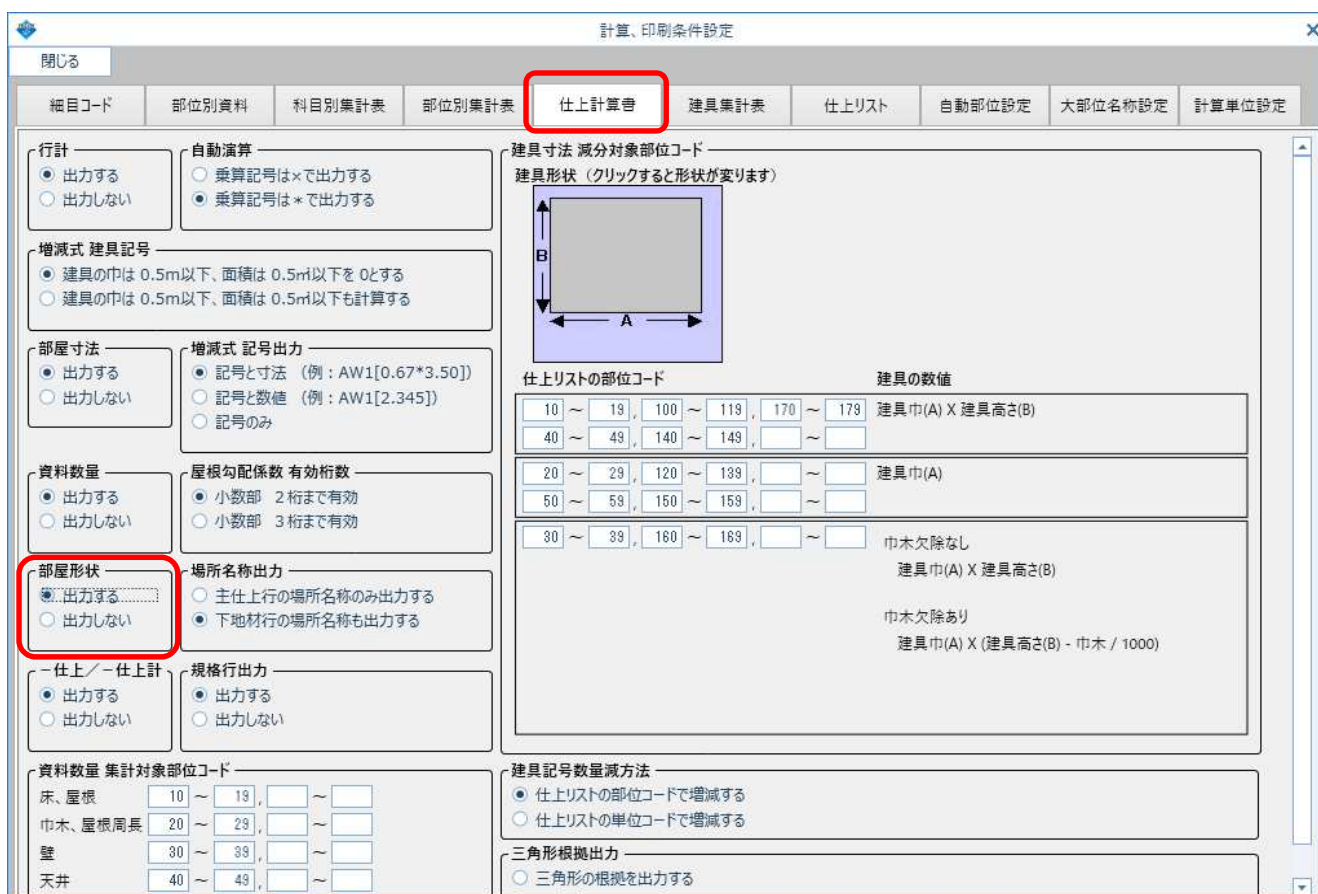 計算、印刷条件設定
閉じる
細目コード 部位別資料 科目別集計表 部位別集計表 仕上計算書 建具集計表 仕上リスト 自動部位設定 大部位名称設定 計算単位設定
行計
出力する
出力しない
自動演算
乗算記号は×で出力する
乗算記号は*で出力する
増減式 建具記号
建具の巾は 0.5m以下、面積は 0.5㎡以下を 0とする
建具の巾は 0.5m以下、面積は 0.5㎡以下も計算する
部屋寸法
出力する
出力しない
増減式 記号出力
記号と寸法 (例:AW1[0.67*3.50])
記号と数値 (例:AW1[2.345])
記号のみ
資料数量
出力する
出力しない
屋根勾配係数 有効桁数
小数部 2桁まで有効
小数部 3桁まで有効
部屋形状
出力する
出力しない
場所名称出力
主仕上行の場所名称のみ出力する
下地材行の場所名称も出力する
-仕上/-仕上計
出力する
出力しない
規格行出力
出力する
出力しない
資料数量 集計対象部位コード
床、屋根 10 ~ 19 , ~
巾木、屋根周長 20 ~ 29 , ~
壁 30 ~ 39 , ~
天井 40 ~ 49 , ~
建具寸法 減分対象部位コード
建具形状 (クリックすると形状が変ります)
B
A
仕上リストの部位コード 建具の数値
10 ~ 19 , 100 ~ 119 , 170 ~ 179 建具巾(A) X 建具高さ(B)
40 ~ 49 , 140 ~ 149 , ~
20 ~ 29 , 120 ~ 139 , ~ 建具巾(A)
50 ~ 59 , 150 ~ 159 , ~
30 ~ 39 , 160 ~ 169 , ~ 巾木欠除なし
建具巾(A) X 建具高さ(B)
巾木欠除あり
建具巾(A) X (建具高さ(B) - 巾木 / 1000)
建具記号数量減方法
仕上リストの部位コードで増減する
仕上リストの単位コードで増減する
三角形根拠出力
三角形の根拠を出力する